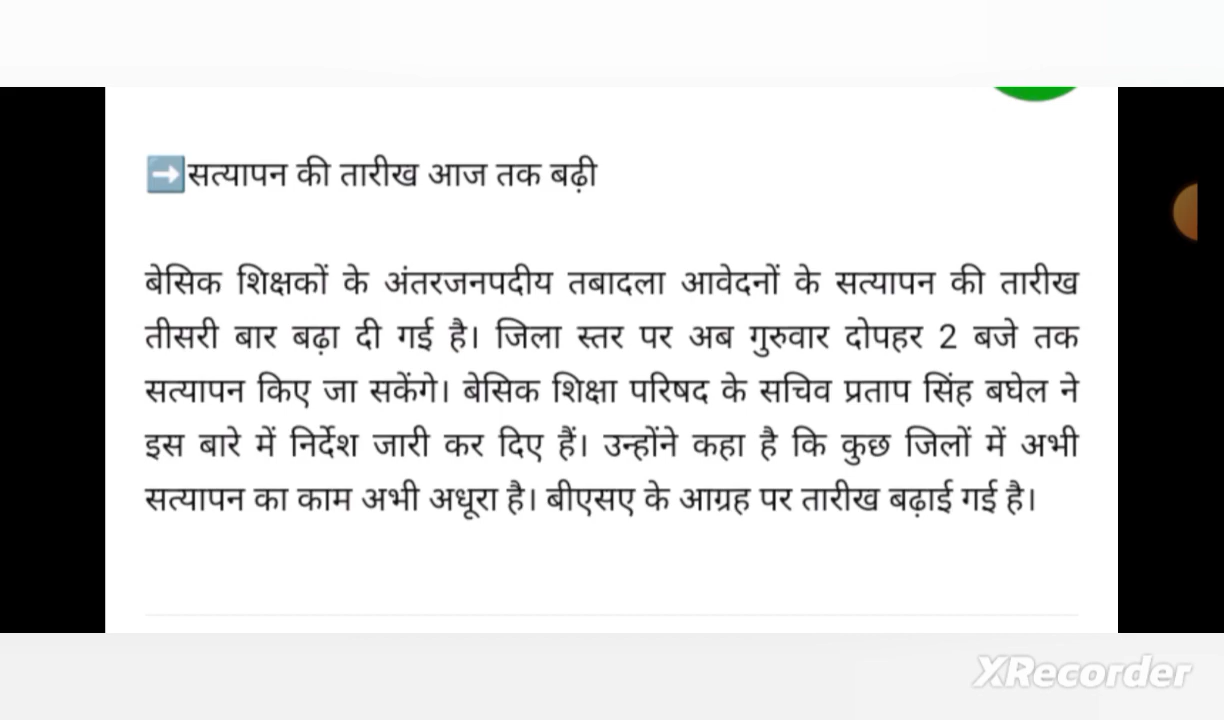 ➡️सत्यापन की तारीख आज तक बढ़ी
बेसिक शिक्षकों के अंतरजनपदीय तबादला आवेदनों के सत्यापन की तारीख
तीसरी बार बढ़ा दी गई है। जिला स्तर पर अब गुरुवार दोपहर 2 बजे तक
सत्यापन किए जा सकेंगे। बेसिक शिक्षा परिषद के सचिव प्रताप सिंह बघेल ने
इस बारे में निर्देश जारी कर दिए हैं। उन्होंने कहा है कि कुछ जिलों में अभी
सत्यापन का काम अभी अधूरा है। बीएसए के आग्रह पर तारीख बढ़ाई गई है।
XRecorder